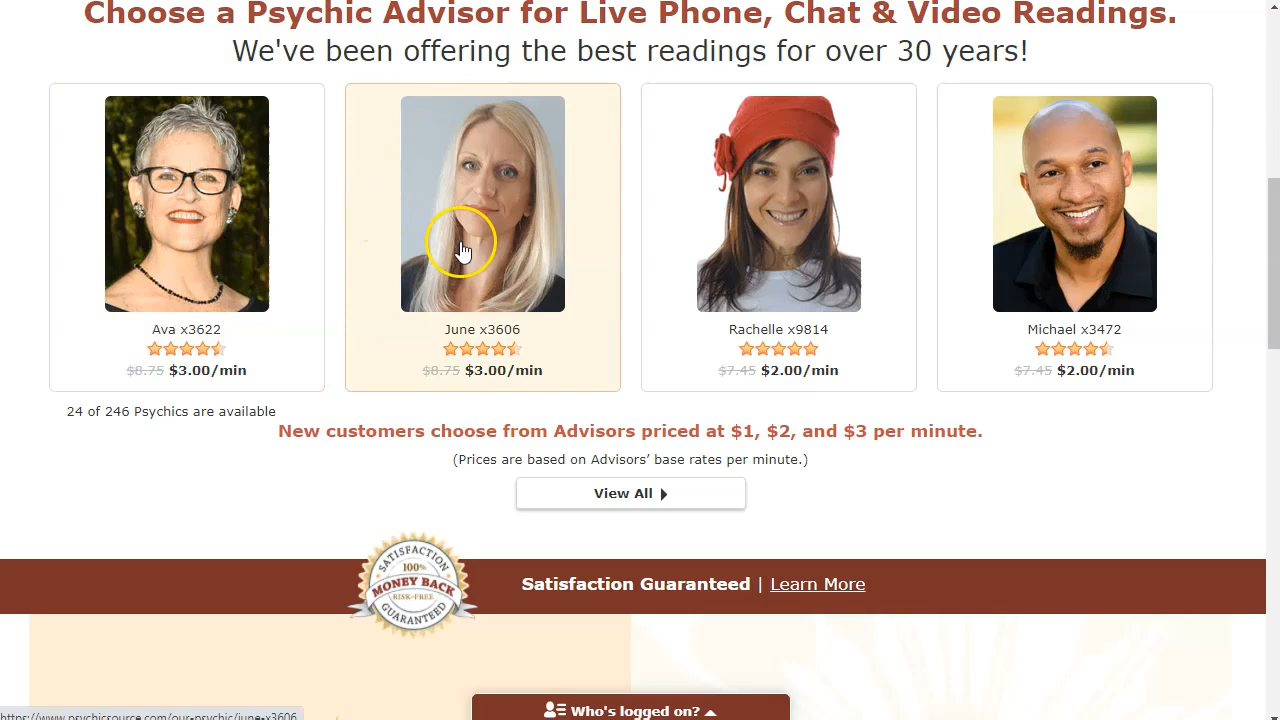 Choose a Psychic Advisor for Live Phone, Chat & Video Readings.
We've been offering the best readings for over 30 years!
Ava x3622
$8.75 $3.00/min
June x3606
$8.75 $3.00/min
Rachelle x9814
$7.45 $2.00/min
Michael x3472
$7.45 $2.00/min
24 of 246 Psychics are available
New customers choose from Advisors priced at $1, $2, and $3 per minute.
(Prices are based on Advisors’ base rates per minute.)
View All
SATISFACTION
100%
MONEY BACK
RISK-FREE
GUARANTEED
Satisfaction Guaranteed | Learn More
Who's logged on?
https://www.psychicsource.com/our-psychic/june-x3606